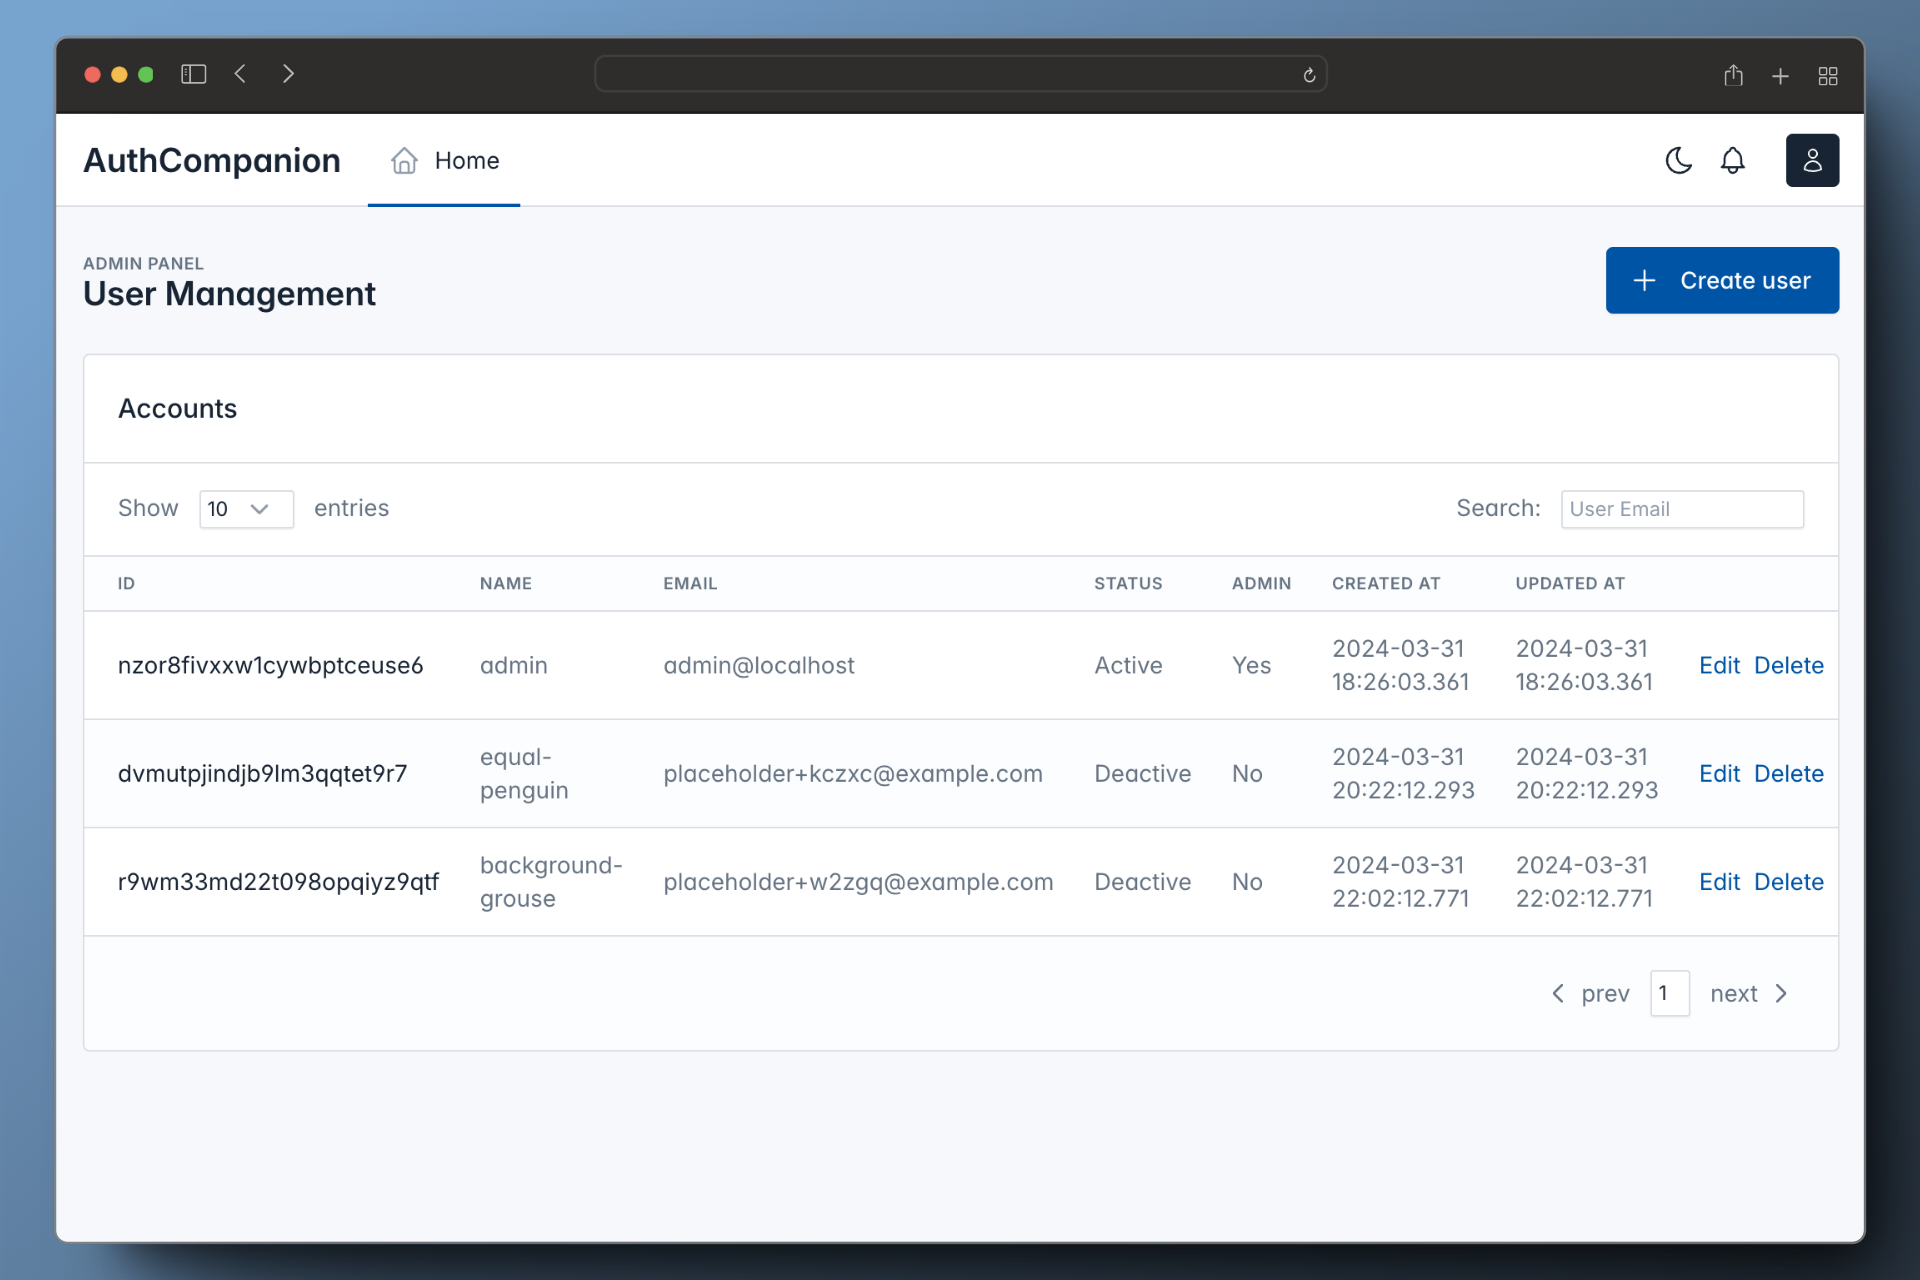 AuthCompanion
Home
ADMIN PANEL
User Management
Create user
Accounts
Show 10 entries
Search: User Email
ID NAME EMAIL STATUS ADMIN CREATED AT UPDATED AT
nzor8fivxxw1cywbptceuse6 admin admin@localhost Active Yes 2024-03-31 18:26:03.361 2024-03-31 18:26:03.361 Edit Delete
dvmutpjindjb9lm3qqtet9r7 equal-penguin placeholder+kczxc@example.com Deactive No 2024-03-31 20:22:12.293 2024-03-31 20:22:12.293 Edit Delete
r9wm33md22t098opqiyz9qtf background-grouse placeholder+w2zgq@example.com Deactive No 2024-03-31 22:02:12.771 2024-03-31 22:02:12.771 Edit Delete
prev 1 next